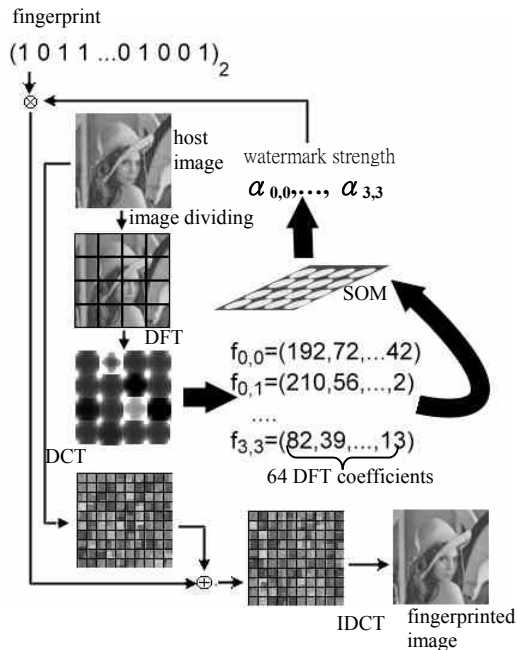 fingerprint
(1 0 1 1 ...0 1 0 0 1)2
⊗
host
image
watermark strength
α 0,0,…, α 3,3
image dividing
SOM
DFT
f0,0=(192,72,...42)
f0,1=(210,56,...,2)
....
f3,3=(82,39,...,13)
64 DFT coefficients
DCT
⊕
IDCT
fingerprinted
image